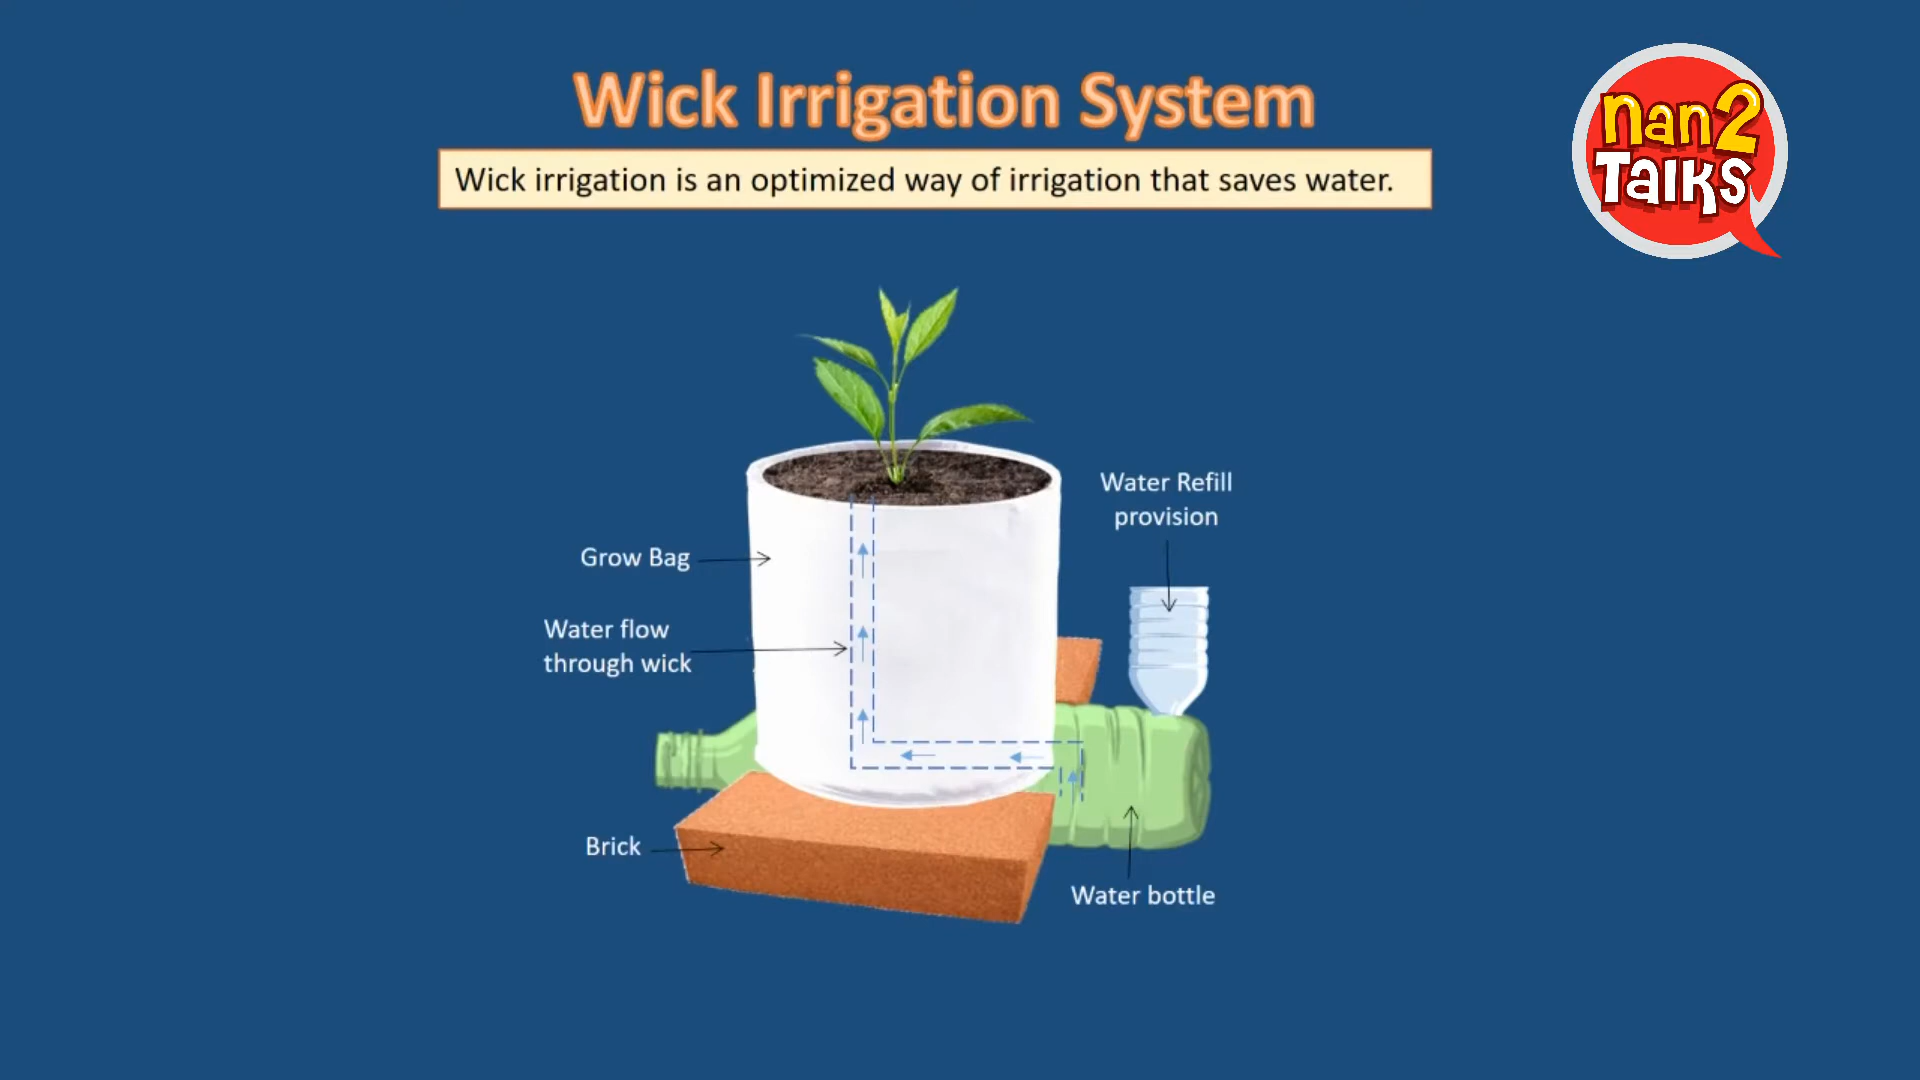 Wick Irrigation System
Wick irrigation is an optimized way of irrigation that saves water.
nan2
Talks
Water Refill
provision
Grow Bag
Water flow
through wick
Brick
Water bottle